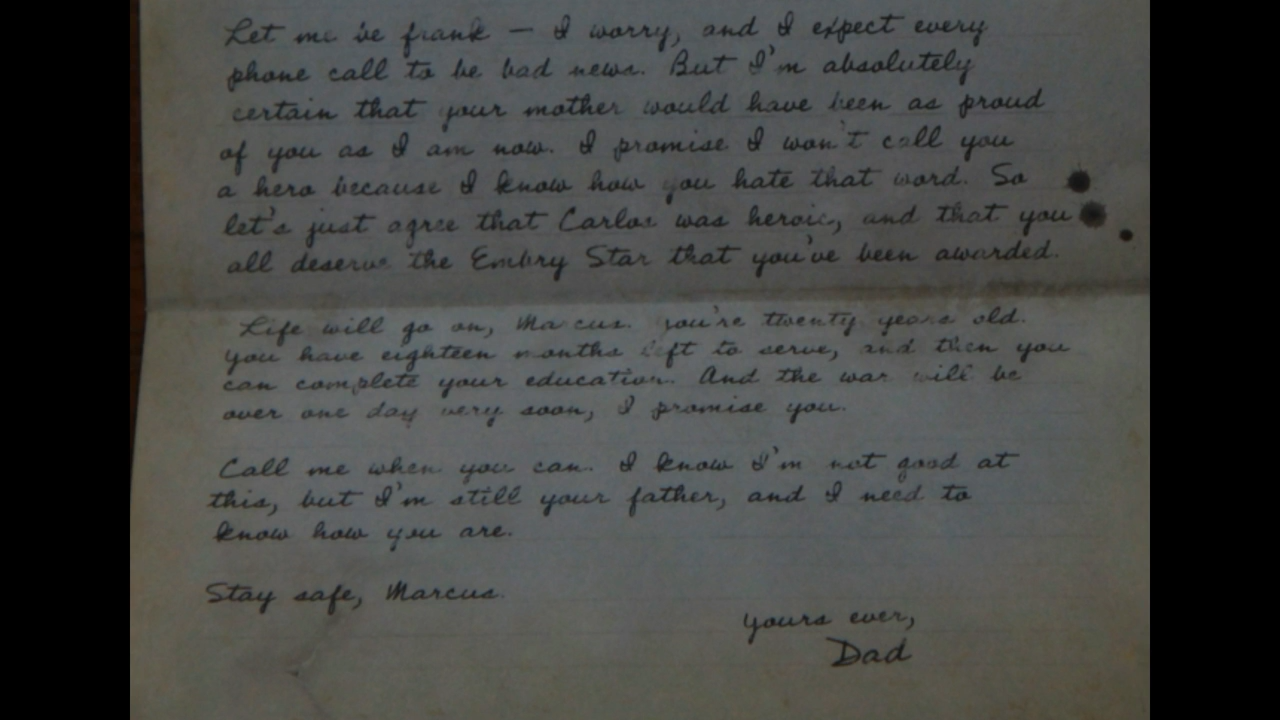 Let me be frank — I worry, and I expect every
phone call to be bad news. But I'm absolutely
certain that your mother would have been as proud
of you as I am now. I promise I won't call you
a hero because I know how you hate that word. So
let's just agree that Carlos was heroic, and that you
all deserve the Embry Star that you've been awarded.
Life will go on, Marcus. You're twenty years old.
You have eighteen months left to serve, and then you
can complete your education. And the war will be
over one day very soon, I promise you.
Call me when you can. I know I'm not good at
this, but I'm still your father, and I need to
know how you are.
Stay safe, Marcus.
Yours ever,
Dad